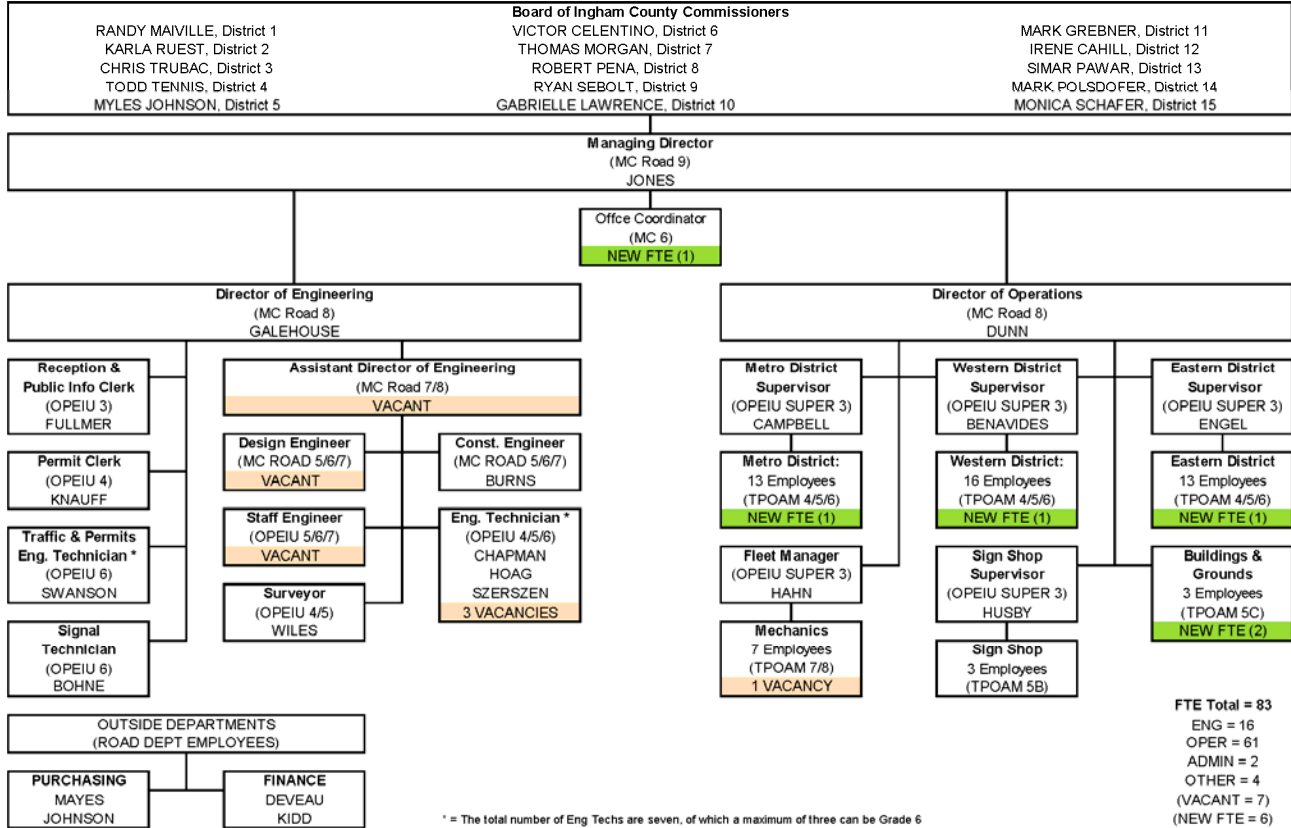 Board of Ingham County Commissioners
RANDY MAIVILLE, District 1
KARLA RUEST, District 2
CHRIS TRUBAC, District 3
TODD TENNIS, District 4
MYLES JOHNSON, District 5
VICTOR CELENTINO, District 6
THOMAS MORGAN, District 7
ROBERT PENA, District 8
RYAN SEBOLT, District 9
GABRIELLE LAWRENCE, District 10
MARK GREBNER, District 11
IRENE CAHILL, District 12
SIMAR PAWAR, District 13
MARK POLSDOFER, District 14
MONICA SCHAFER, District 15
Managing Director
(MC Road 9)
JONES
Offce Coordinator
(MC 6)
NEW FTE (1)
Director of Engineering
(MC Road 8)
GALEHOUSE
Reception &
Public Info Clerk
(OPEIU 3)
FULLMER
Permit Clerk
(OPEIU 4)
KNAUFF
Traffic & Permits
Eng. Technician *
(OPEIU 6)
SWANSON
Signal
Technician
(OPEIU 6)
BOHNE
Assistant Director of Engineering
(MC Road 7/8)
VACANT
Design Engineer
(MC ROAD 5/6/7)
VACANT
Const. Engineer
(MC ROAD 5/6/7)
BURNS
Staff Engineer
(OPEIU 5/6/7)
VACANT
Eng. Technician *
(OPEIU 4/5/6)
CHAPMAN
HOAG
SZERSZEN
3 VACANCIES
Surveyor
(OPEIU 4/5)
WILES
Director of Operations
(MC Road 8)
DUNN
Metro District
Supervisor
(OPEIU SUPER 3)
CAMPBELL
Western District
Supervisor
(OPEIU SUPER 3)
BENAVIDES
Eastern District
Supervisor
(OPEIU SUPER 3)
ENGEL
Metro District:
13 Employees
(TPOAM 4/5/6)
NEW FTE (1)
Western District:
16 Employees
(TPOAM 4/5/6)
NEW FTE (1)
Eastern District
13 Employees
(TPOAM 4/5/6)
NEW FTE (1)
Fleet Manager
(OPEIU SUPER 3)
HAHN
Sign Shop
Supervisor
(OPEIU SUPER 3)
HUSBY
Buildings &
Grounds
3 Employees
(TPOAM 5C)
NEW FTE (2)
Mechanics
7 Employees
(TPOAM 7/8)
1 VACANCY
Sign Shop
3 Employees
(TPOAM 5B)
OUTSIDE DEPARTMENTS
(ROAD DEPT EMPLOYEES)
PURCHASING
MAYES
JOHNSON
FINANCE
DEVEAU
KIDD
* = The total number of Eng Techs are seven, of which a maximum of three can be Grade 6
FTE Total = 83
ENG = 16
OPER = 61
ADMIN = 2
OTHER = 4
(VACANT = 7)
(NEW FTE = 6)